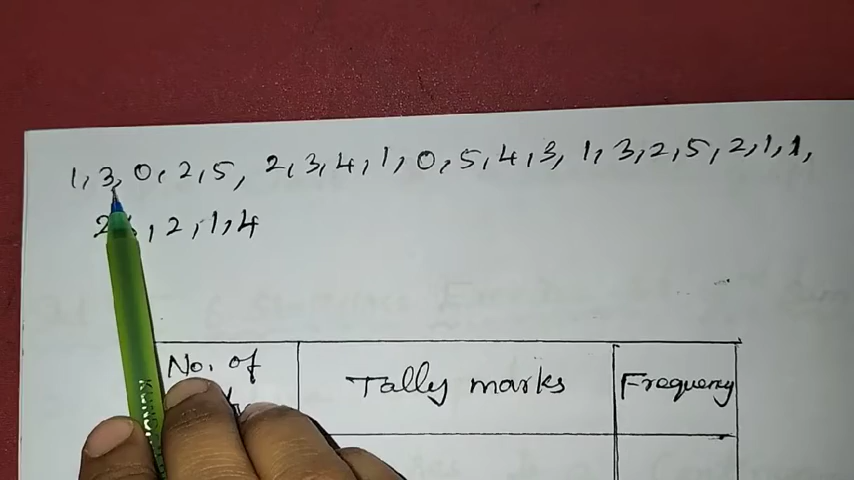 1, 3, 0, 2, 5, 2, 3, 4, 1, 0, 5, 4, 3, 1, 3, 2, 5, 2, 1, 1,
2, 2, 1, 4
No. of
Tally marks
Frequency